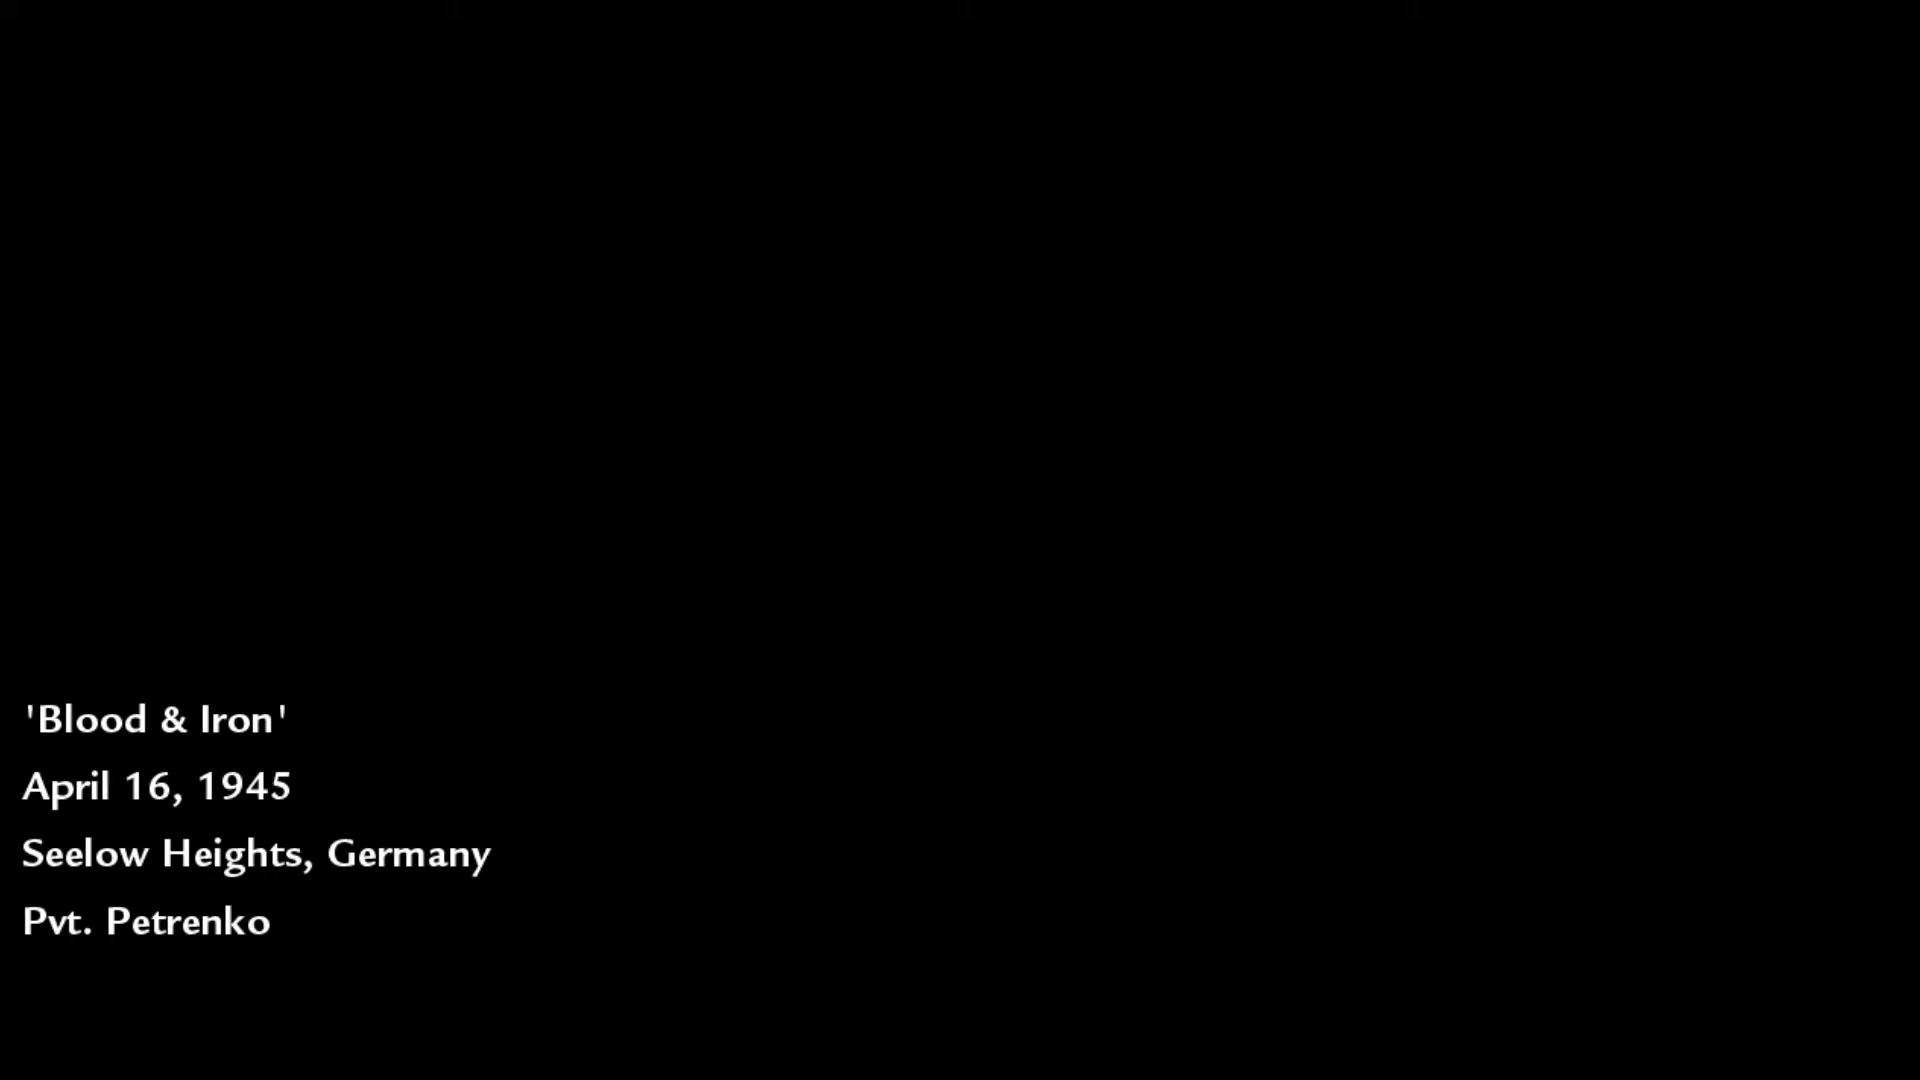 'Blood & Iron'
April 16, 1945
Seelow Heights, Germany
Pvt. Petrenko